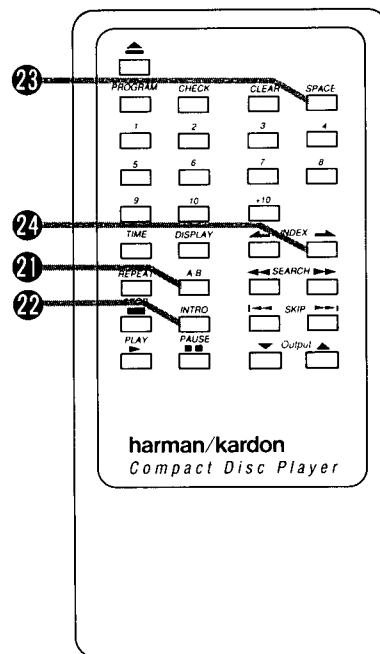 23
PROGRAM CHECK CLEAR SPACE
1 2 3 4
5 6 7 8
24
9 10 +10
TIME DISPLAY INDEX
21
REPEAT A-B SEARCH
22
STOP INTRO SKIP
PLAY PAUSE Output
harman/kardon
Compact Disc Player